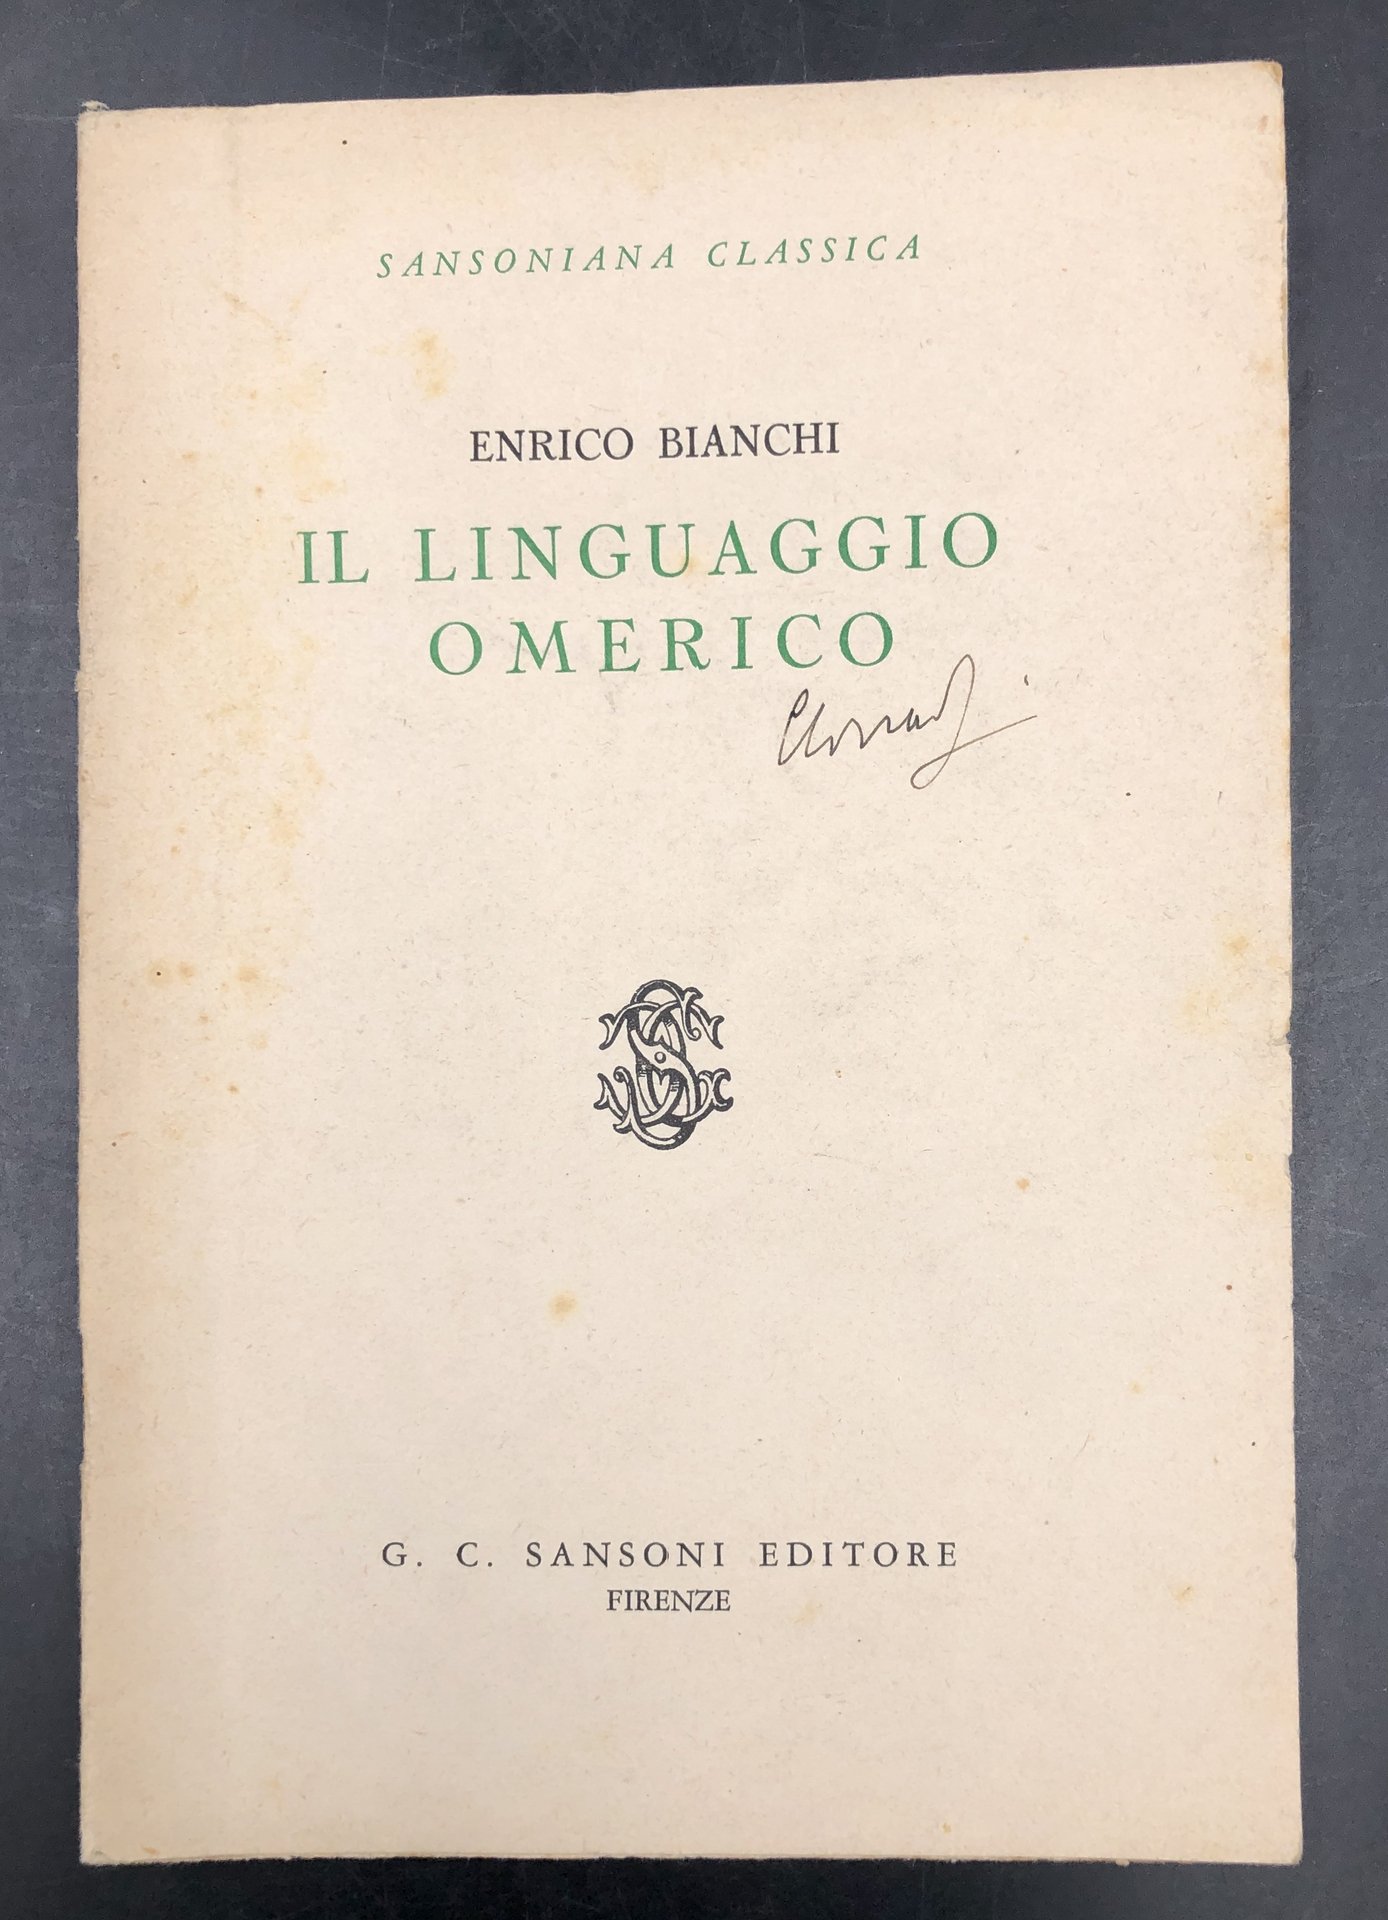 SANSONIANA CLASSICA
ENRICO BIANCHI
IL LINGUAGGIO
OMERICO
G. C. SANSONI EDITORE
FIRENZE